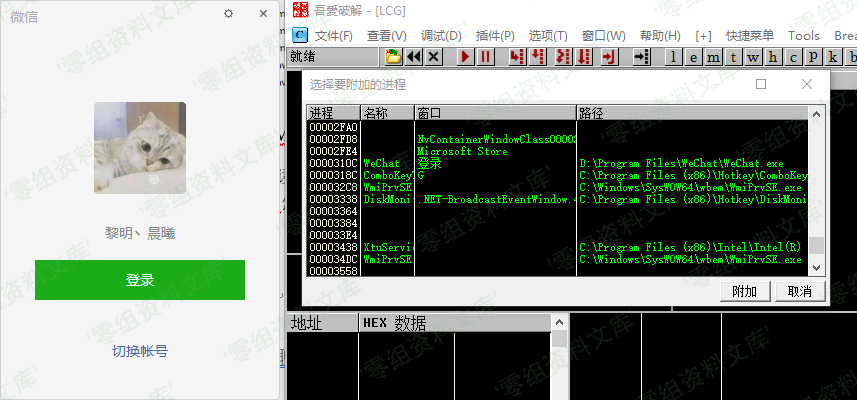 微信
黎明丶晨曦
登录
切换帐号
吾爱破解 - [LCG]
文件(F) 查看(V) 调试(D) 插件(P) 选项(T) 窗口(W) 帮助(H) [+] 快捷菜单 Tools Brea
就绪
l e m t w h c p k b
选择要附加的进程
进程 名称 窗口 路径
00002FA0
00002FD8 NvContainerWindowClass00002
00002FE4 Microsoft Store
0000310C WeChat 登录 D:\Program Files\WeChat\WeChat.exe
0000318C ComboKey G C:\Program Files (x86)\Hotkey\ComboKey
000032C8 WmiPrvSE C:\Windows\SysWOW64\wbem\WmiPrvSE.exe
00003338 DiskMoni .NET-BroadcastEventWindow.4 C:\Program Files (x86)\Hotkey\DiskMoni
00003364
00003384
000033E4
00003438 XtuServi C:\Program Files (x86)\Intel\Intel(R)
000034DC WmiPrvSE C:\Windows\SysWOW64\wbem\WmiPrvSE.exe
00003558
附加 取消
地址 HEX 数据
'零组资料文库'